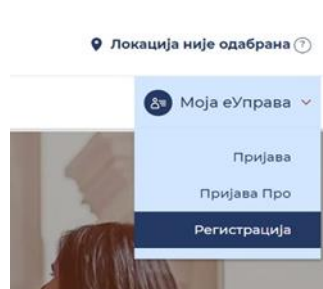 Локација није одабрана ?
Моја еУправа
Пријава
Пријава Про
Регистрација